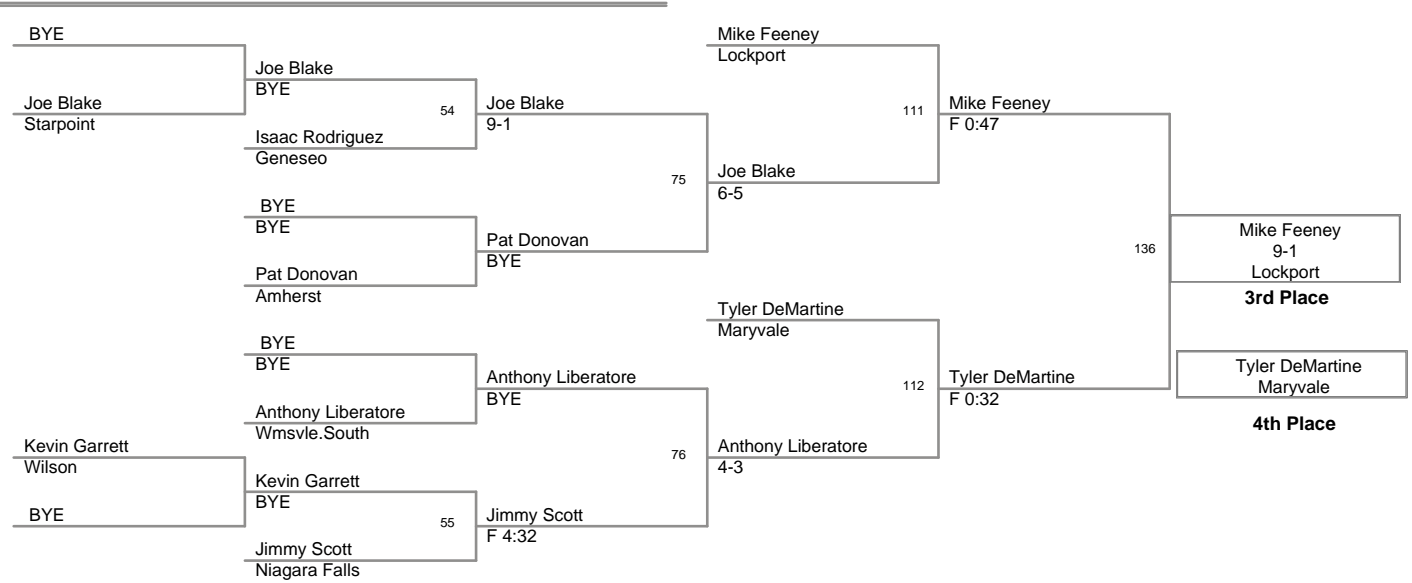 BYE
Joe Blake
Starpoint
Kevin Garrett
Wilson
BYE
Joe Blake
BYE
54
Isaac Rodriguez
Geneseo
BYE
BYE
Pat Donovan
Amherst
BYE
BYE
Anthony Liberatore
Wmsvle.South
Kevin Garrett
BYE
55
Jimmy Scott
Niagara Falls
Joe Blake
9-1
75
Pat Donovan
BYE
Anthony Liberatore
BYE
76
Jimmy Scott
F 4:32
Mike Feeney
Lockport
111
Joe Blake
6-5
Tyler DeMartine
Maryvale
112
Anthony Liberatore
4-3
Mike Feeney
F 0:47
136
Tyler DeMartine
F 0:32
Mike Feeney
9-1
Lockport
3rd Place
Tyler DeMartine
Maryvale
4th Place